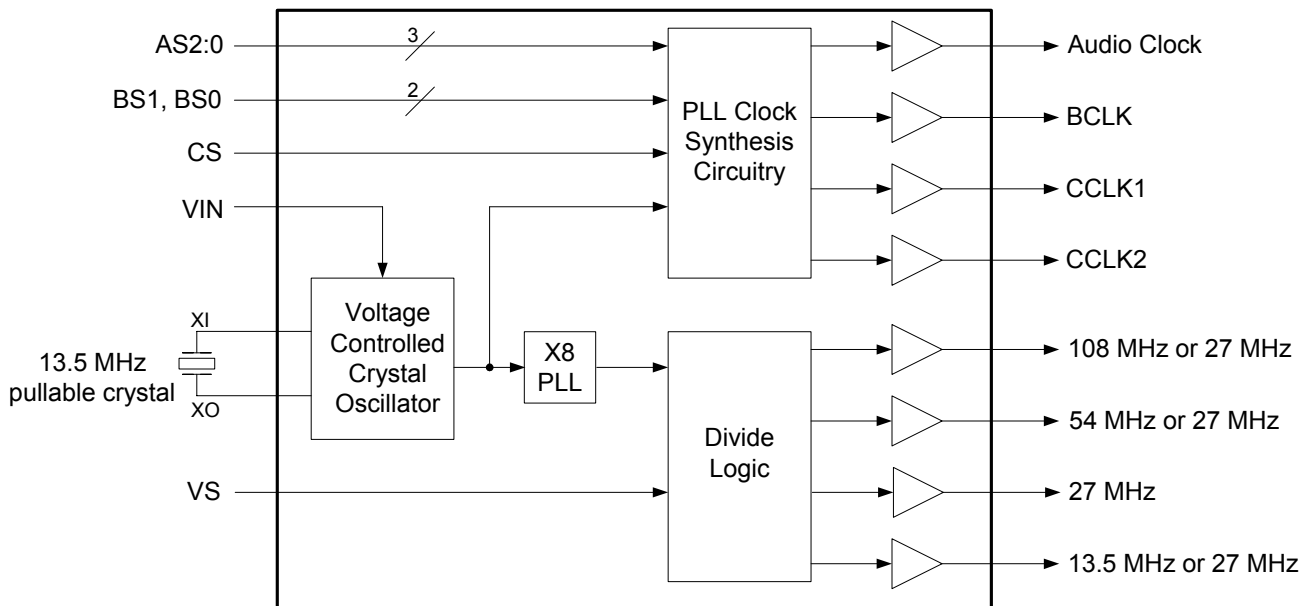 AS2:0
3
BS1, BS0
2
CS
VIN
PLL Clock
Synthesis
Circuitry
Audio Clock
BCLK
CCLK1
CCLK2
XI
13.5 MHz
pullable crystal
XO
Voltage
Controlled
Crystal
Oscillator
X8
PLL
VS
Divide
Logic
108 MHz or 27 MHz
54 MHz or 27 MHz
27 MHz
13.5 MHz or 27 MHz